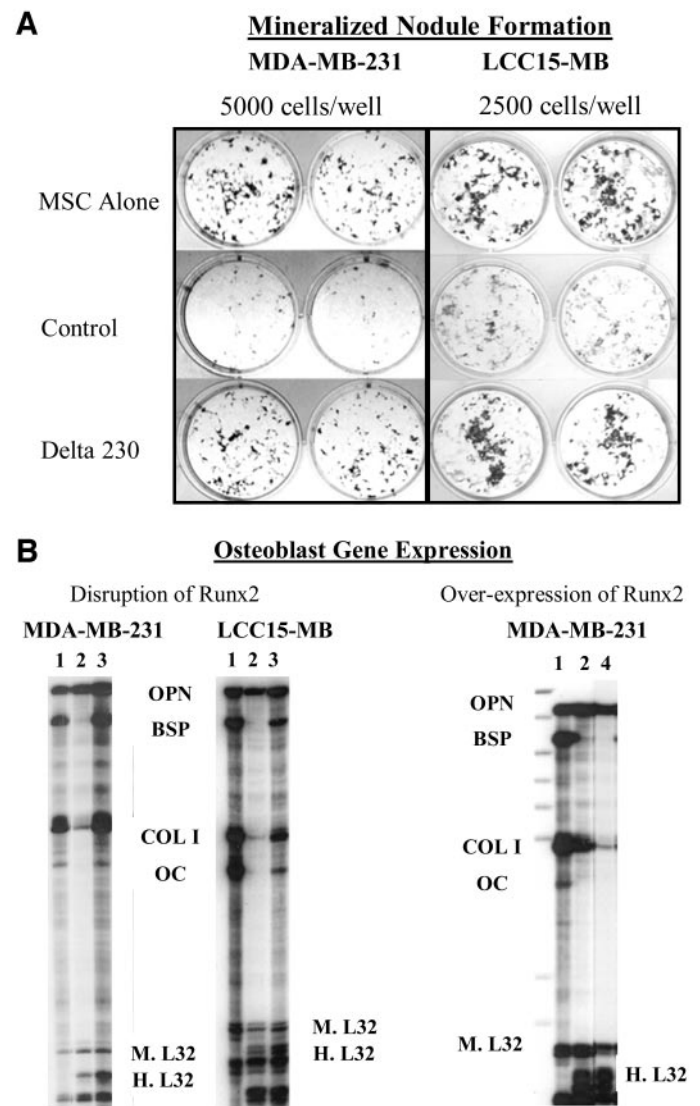 A
Mineralized Nodule Formation
MDA-MB-231 LCC15-MB
5000 cells/well 2500 cells/well
MSC Alone
Control
Delta 230
B
Osteoblast Gene Expression
Disruption of Runx2 Over-expression of Runx2
MDA-MB-231 LCC15-MB MDA-MB-231
1 2 3 1 2 3 1 2 4
OPN OPN
BSP BSP
COL I COL I
OC OC
M. L32 M. L32 M. L32
H. L32 H. L32 H. L32